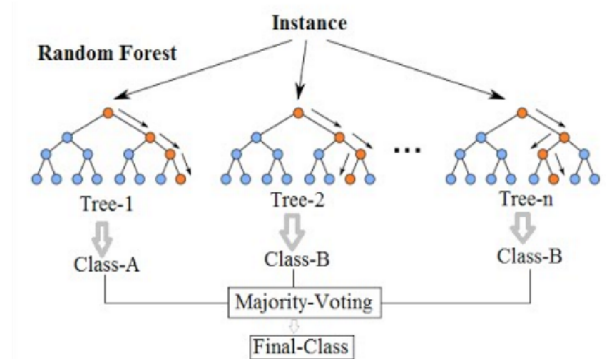 Instance
Random Forest
...
Tree-1 Tree-2 Tree-n
Class-A Class-B Class-B
Majority-Voting
Final-Class